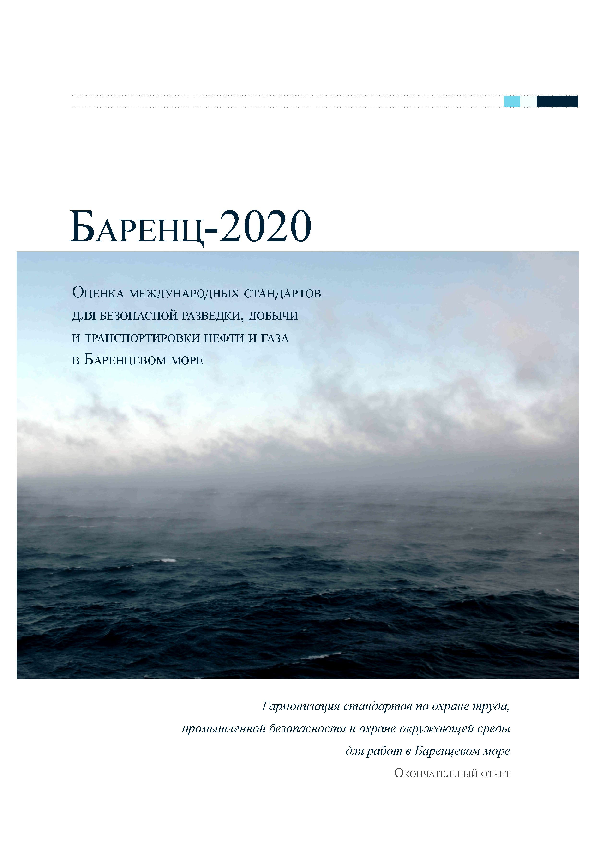 Баренц-2020
Оценка международных стандартов
для безопасной разведки, добычи
и транспортировки нефти и газа
в Баренцевом море
Гармонизация стандартов по охране труда,
промышленной безопасности и охране окружающей среды
для работ в Баренцевом море
Окончательный отчет